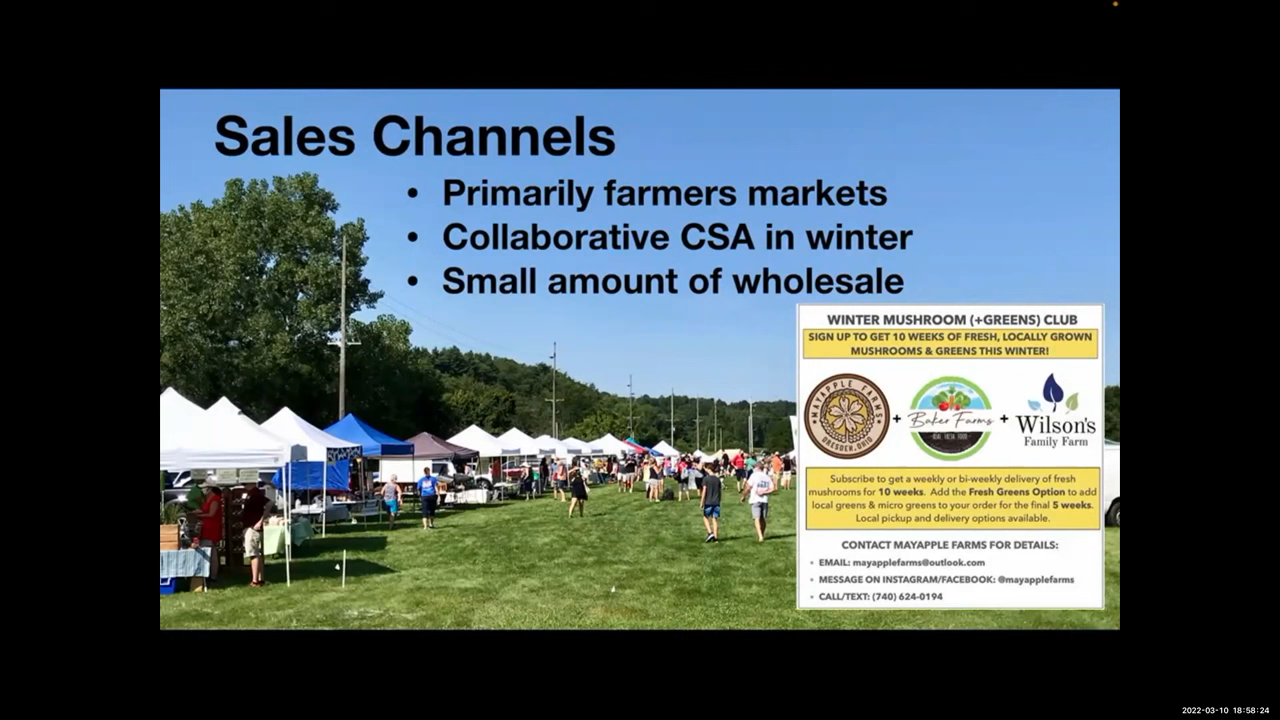 Sales Channels
• Primarily farmers markets
• Collaborative CSA in winter
• Small amount of wholesale
WINTER MUSHROOM (+GREENS) CLUB
SIGN UP TO GET 10 WEEKS OF FRESH, LOCALLY GROWN
MUSHROOMS & GREENS THIS WINTER!
MAYAPPLE FARMS
DRESDEN, OHIO
+
Baker Farms
REAL FRESH FOOD
+
Wilson's
Family Farm
Subscribe to get a weekly or bi-weekly delivery of fresh
mushrooms for 10 weeks. Add the Fresh Greens Option to add
local greens & micro greens to your order for the final 5 weeks.
Local pickup and delivery options available.
CONTACT MAYAPPLE FARMS FOR DETAILS:
• EMAIL: mayapplefarms@outlook.com
• MESSAGE ON INSTAGRAM/FACEBOOK: @mayapplefarms
• CALL/TEXT: (740) 624-0194
2022-03-10 18:58:24